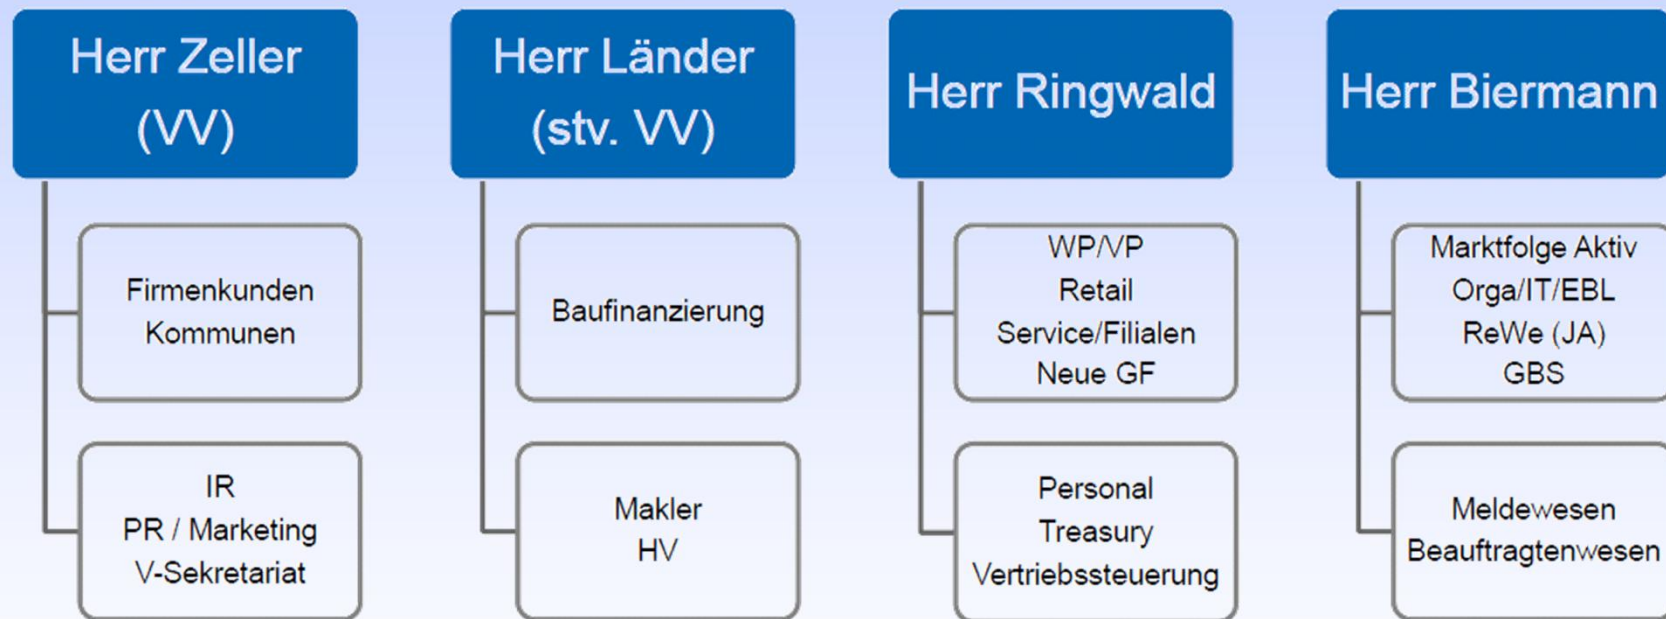 Herr Zeller
(VV)
Firmenkunden
Kommunen
IR
PR / Marketing
V-Sekretariat
Herr Länder
(stv. VV)
Baufinanzierung
Makler
HV
Herr Ringwald
WP/VP
Retail
Service/Filialen
Neue GF
Personal
Treasury
Vertriebssteuerung
Herr Biermann
Marktfolge Aktiv
Orga/IT/EBL
ReWe (JA)
GBS
Meldewesen
Beauftragtenwesen